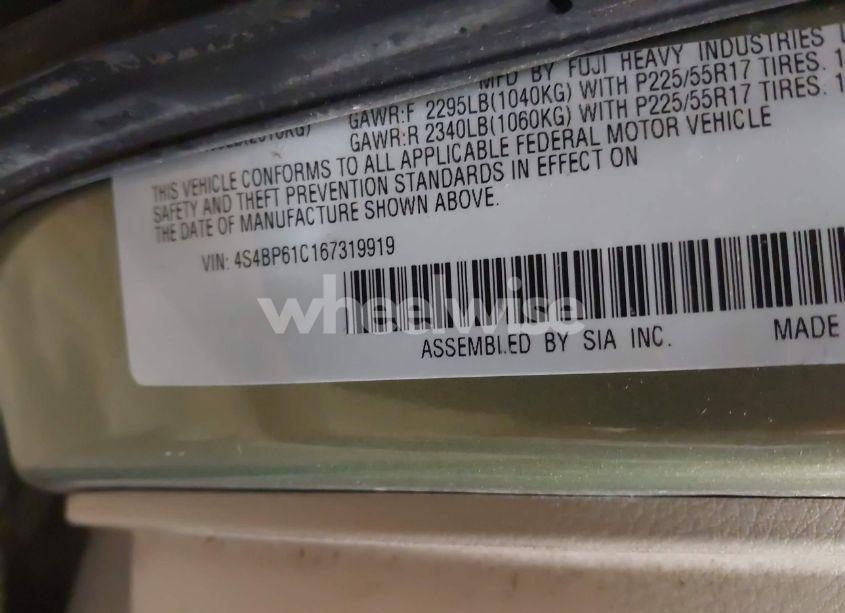 MFD BY FUJI HEAVY INDUSTRIES
GAWR:F 2295LB(1040KG) WITH P225/55R17 TIRES.
GAWR:R 2340LB(1060KG) WITH P225/55R17 TIRES.
THIS VEHICLE CONFORMS TO ALL APPLICABLE FEDERAL MOTOR VEHICLE
SAFETY AND THEFT PREVENTION STANDARDS IN EFFECT ON
THE DATE OF MANUFACTURE SHOWN ABOVE.
VIN: 4S4BP61C167319919
wheelwise
ASSEMBLED BY SIA INC. MADE